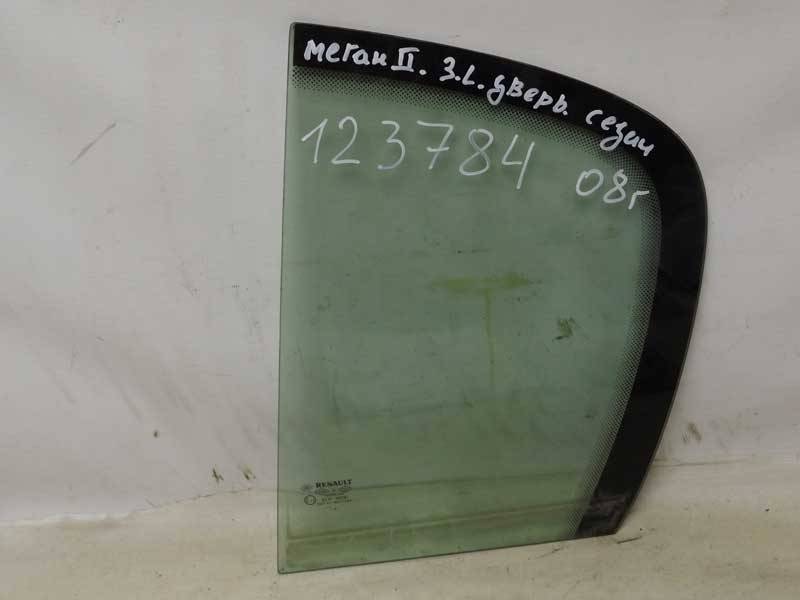 меган II. З.L. дверь. седан
123784 08г
RENAULT